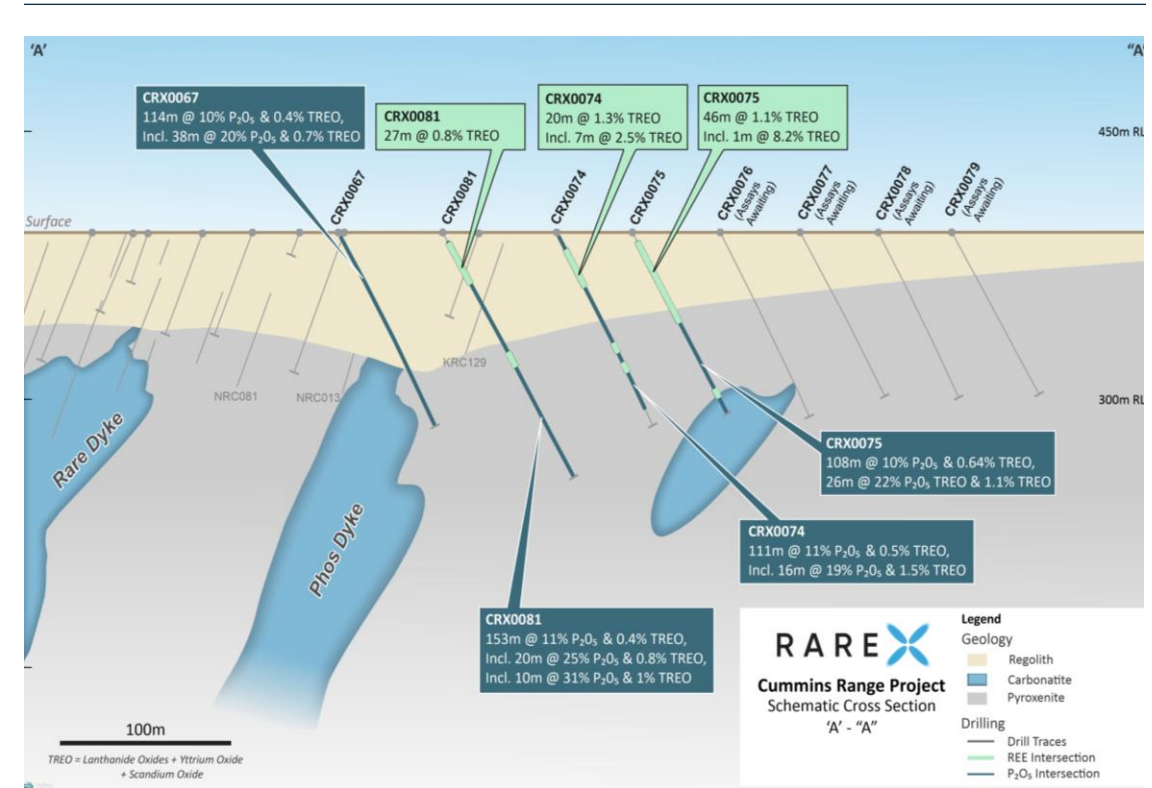 'A'
"A"
CRX0067
114m @ 10% P₂O₅ & 0.4% TREO,
Incl. 38m @ 20% P₂O₅ & 0.7% TREO
CRX0081
27m @ 0.8% TREO
CRX0074
20m @ 1.3% TREO
Incl. 7m @ 2.5% TREO
CRX0075
46m @ 1.1% TREO
Incl. 1m @ 8.2% TREO
450m RL
CRX0067
CRX0081
CRX0074
CRX0075
CRX0076
(Assays
Awaiting)
CRX0077
(Assays
Awaiting)
CRX0078
(Assays
Awaiting)
CRX0079
(Assays
Awaiting)
Surface
KRC129
NRC081
NRC013
300m RL
Rare Dyke
Phos Dyke
CRX0075
108m @ 10% P₂O₅ & 0.64% TREO,
26m @ 22% P₂O₅ TREO & 1.1% TREO
CRX0074
111m @ 11% P₂O₅ & 0.5% TREO,
Incl. 16m @ 19% P₂O₅ & 1.5% TREO
CRX0081
153m @ 11% P₂O₅ & 0.4% TREO,
Incl. 20m @ 25% P₂O₅ & 0.8% TREO,
Incl. 10m @ 31% P₂O₅ & 1% TREO
100m
TREO = Lanthanide Oxides + Yttrium Oxide
+ Scandium Oxide
RAREX
Cummins Range Project
Schematic Cross Section
'A' - "A"
Legend
Geology
Regolith
Carbonatite
Pyroxenite
Drilling
Drill Traces
REE Intersection
P₂O₅ Intersection